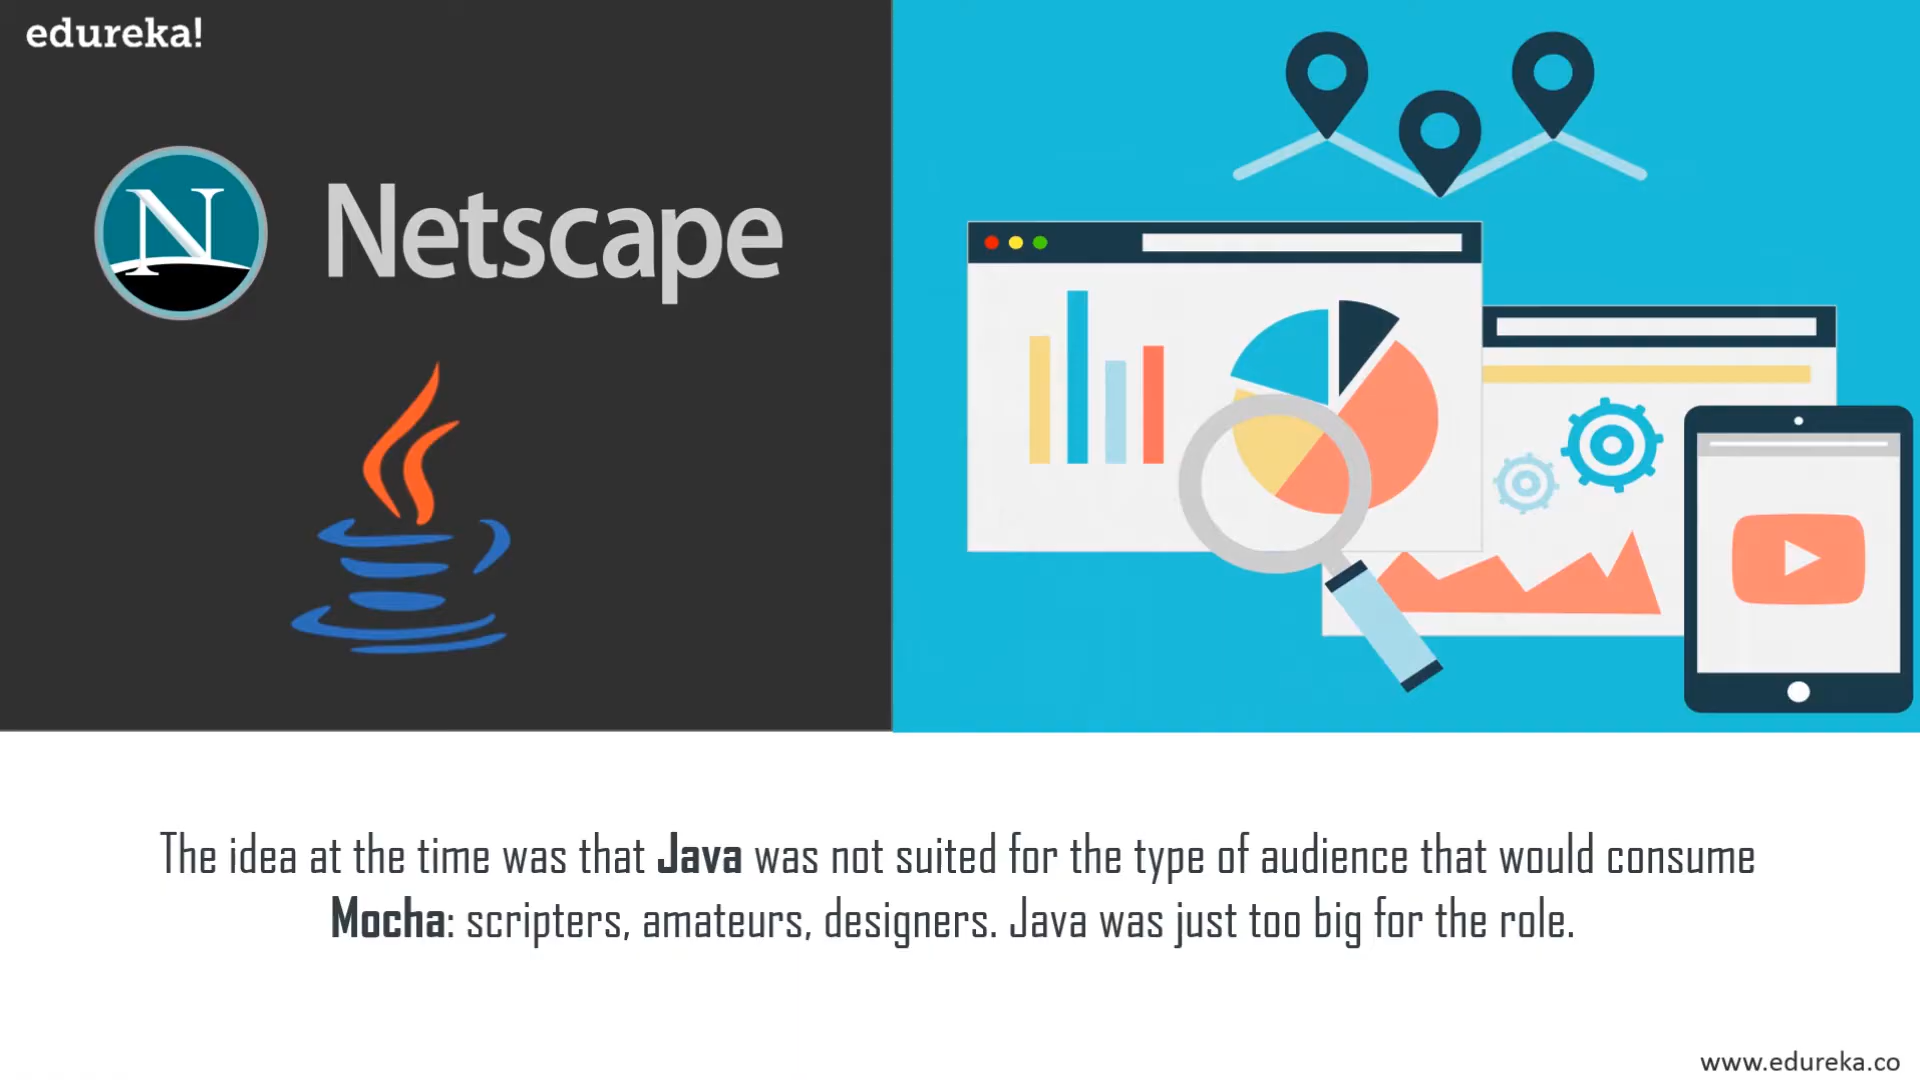 edureka!
N
Netscape
The idea at the time was that Java was not suited for the type of audience that would consume
Mocha: scripters, amateurs, designers. Java was just too big for the role.
www.edureka.co